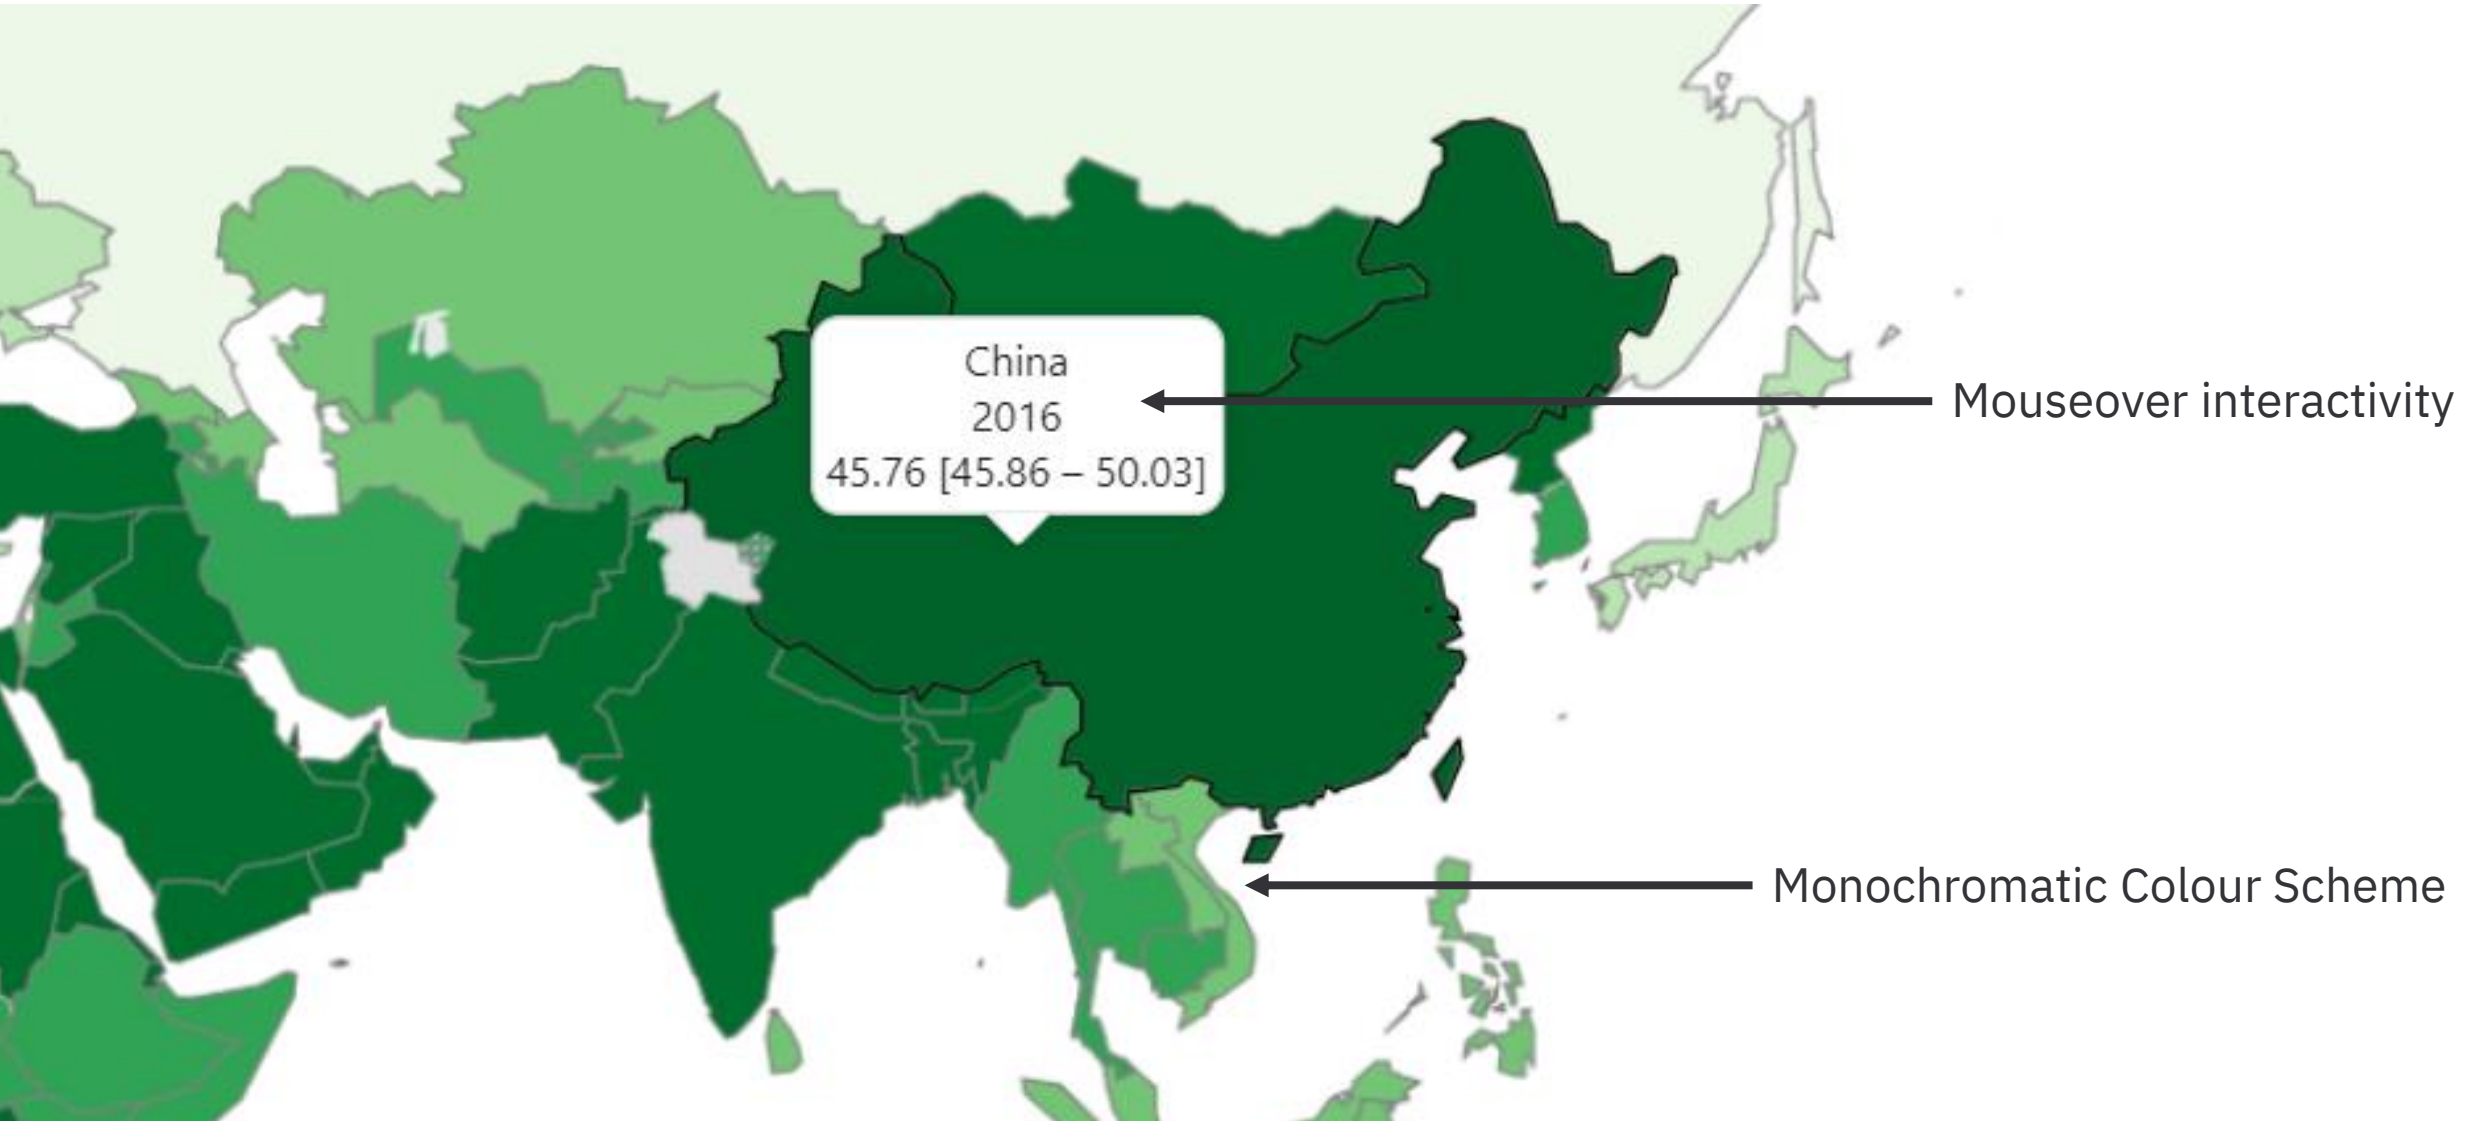 China
2016
45.76 [45.86 – 50.03]
Mouseover interactivity
Monochromatic Colour Scheme